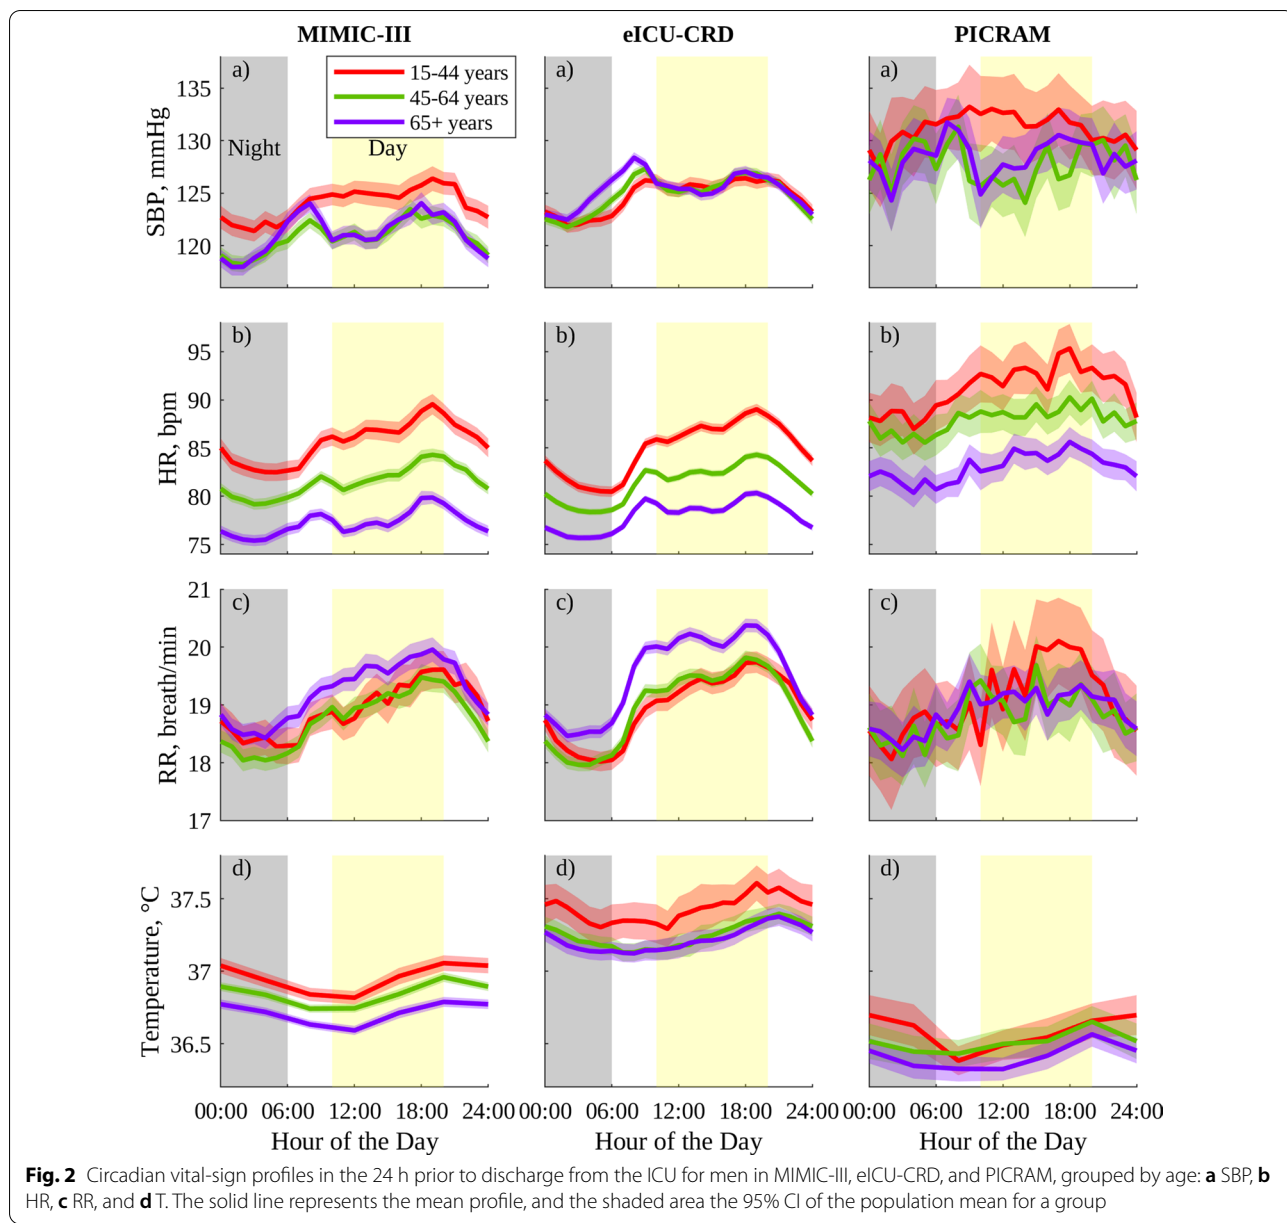 MIMIC-III eICU-CRD PICRAM
a) a) a)
15-44 years
45-64 years
65+ years
Night Day
SBP, mmHg
135
130
125
120
b) b) b)
HR, bpm
95
90
85
80
75
c) c) c)
RR, breath/min
21
20
19
18
17
d) d) d)
Temperature, °C
37.5
37
36.5
00:00 06:00 12:00 18:00 24:00 00:00 06:00 12:00 18:00 24:00 00:00 06:00 12:00 18:00 24:00
Hour of the Day Hour of the Day Hour of the Day
Fig. 2 Circadian vital-sign profiles in the 24 h prior to discharge from the ICU for men in MIMIC-III, eICU-CRD, and PICRAM, grouped by age: a SBP, b
HR, c RR, and d T. The solid line represents the mean profile, and the shaded area the 95% CI of the population mean for a group